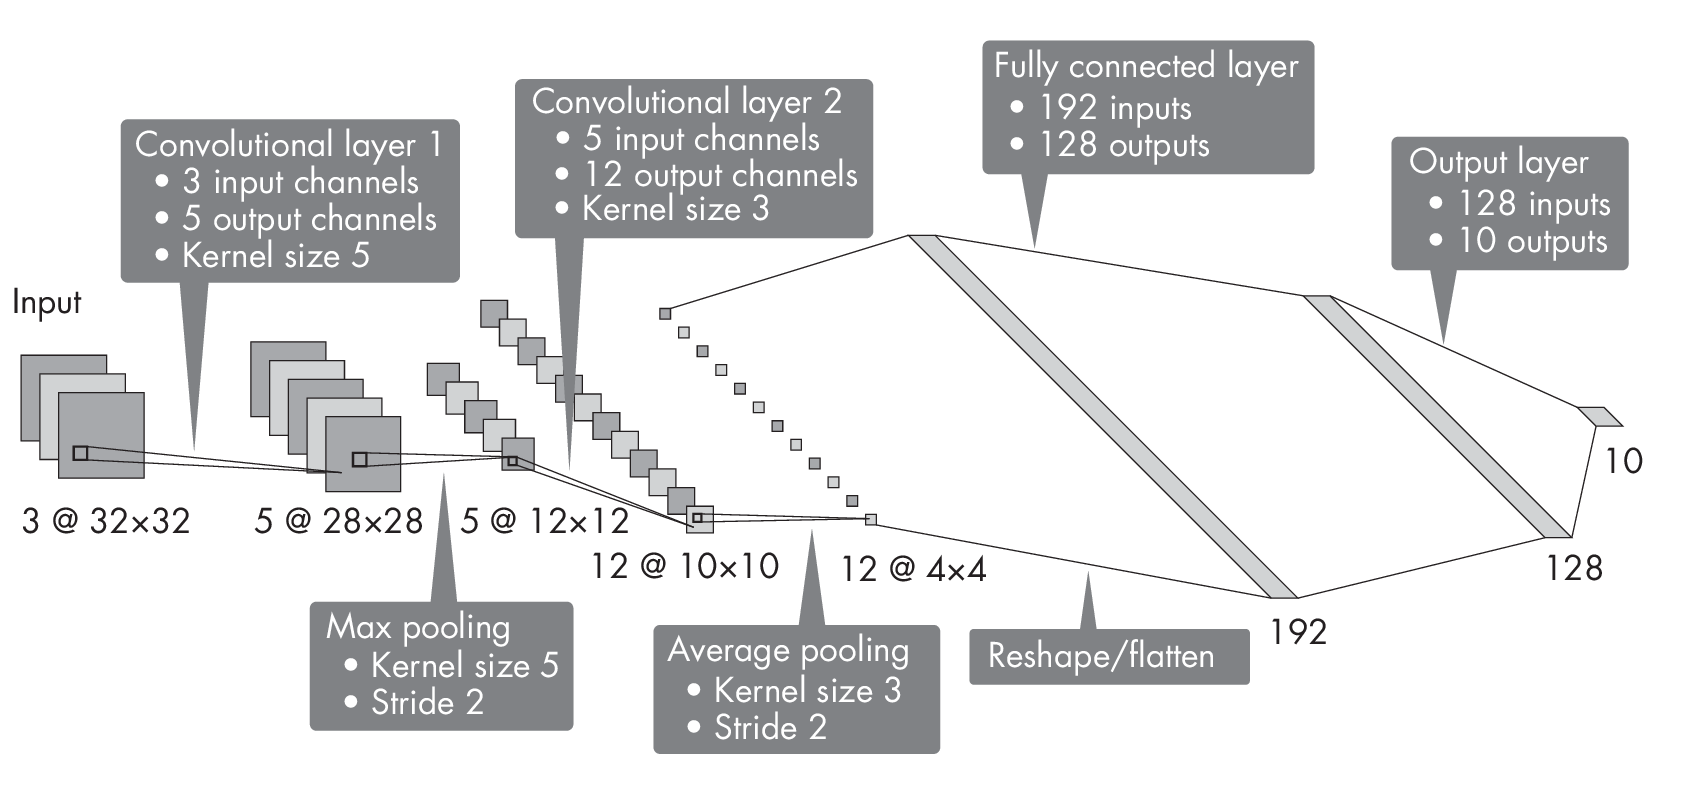 Fully connected layer
• 192 inputs
• 128 outputs
Convolutional layer 2
• 5 input channels
• 12 output channels
• Kernel size 3
Convolutional layer 1
• 3 input channels
• 5 output channels
• Kernel size 5
Output layer
• 128 inputs
• 10 outputs
Input
3 @ 32×32
5 @ 28×28
5 @ 12×12
12 @ 10×10
12 @ 4×4
192
128
10
Max pooling
• Kernel size 5
• Stride 2
Average pooling
• Kernel size 3
• Stride 2
Reshape/flatten